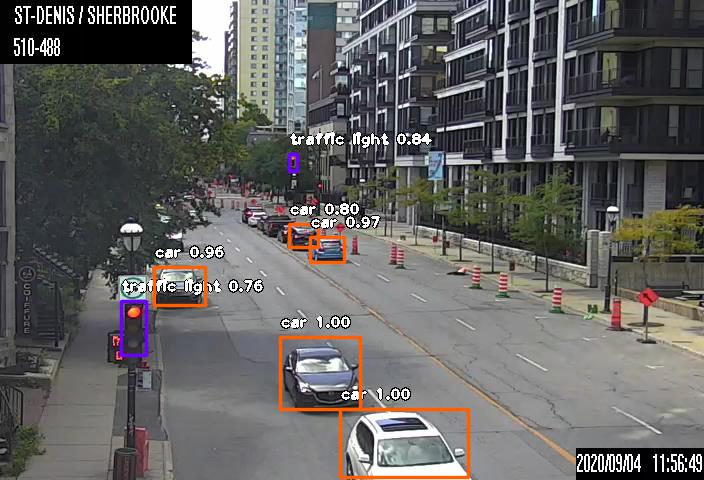 ST-DENIS / SHERBROOKE
510-488
traffic light 0.84
car 0.80
car 0.97
car 0.96
traffic light 0.76
COIFFURE
car 1.00
car 1.00
2020/09/04 11:56:49